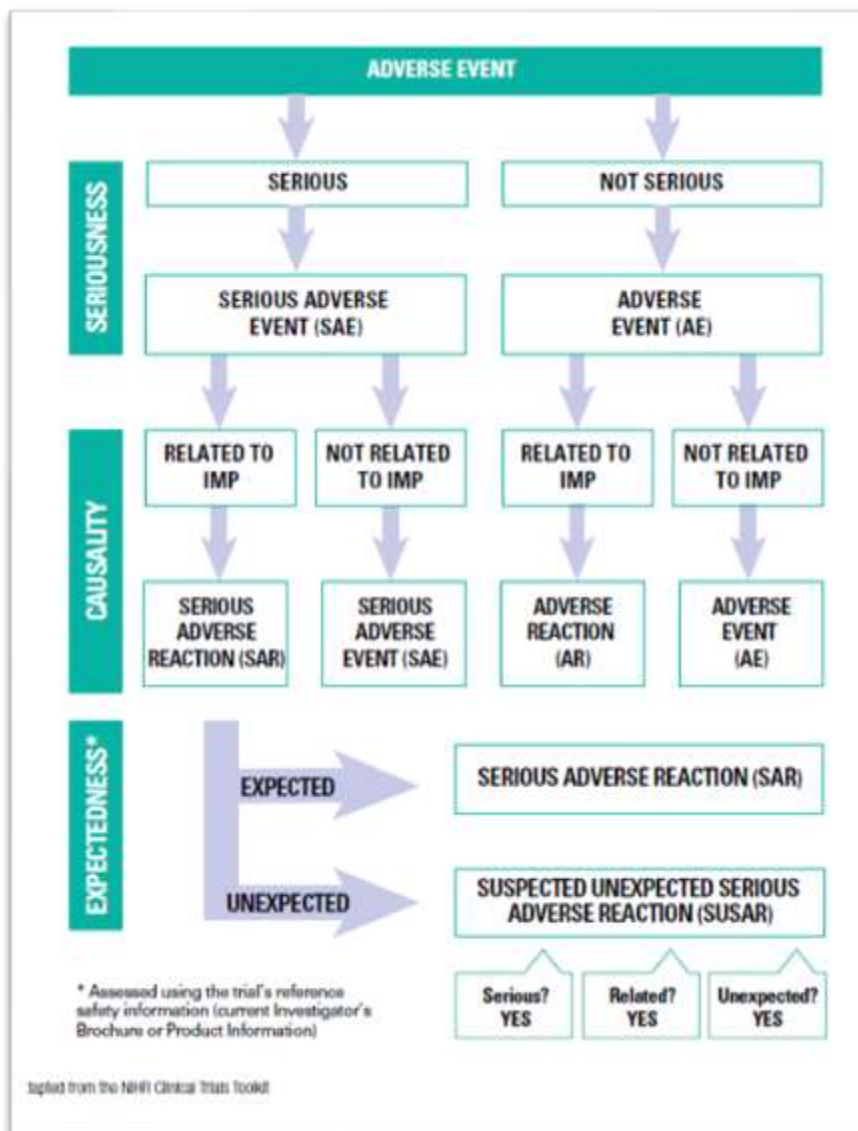 ADVERSE EVENT
SERIOUSNESS
SERIOUS
NOT SERIOUS
SERIOUS ADVERSE
EVENT (SAE)
ADVERSE
EVENT (AE)
CAUSALITY
RELATED TO
IMP
NOT RELATED
TO IMP
RELATED TO
IMP
NOT RELATED
TO IMP
SERIOUS
ADVERSE
REACTION (SAR)
SERIOUS
ADVERSE
EVENT (SAE)
ADVERSE
REACTION
(AR)
ADVERSE
EVENT
(AE)
EXPECTEDNESS*
EXPECTED
SERIOUS ADVERSE REACTION (SAR)
UNEXPECTED
SUSPECTED UNEXPECTED SERIOUS
ADVERSE REACTION (SUSAR)
Serious?
YES
Related?
YES
Unexpected?
YES
* Assessed using the trial's reference
safety information (current Investigator's
Brochure or Product Information)
from the NIHR Clinical Trials Toolkit